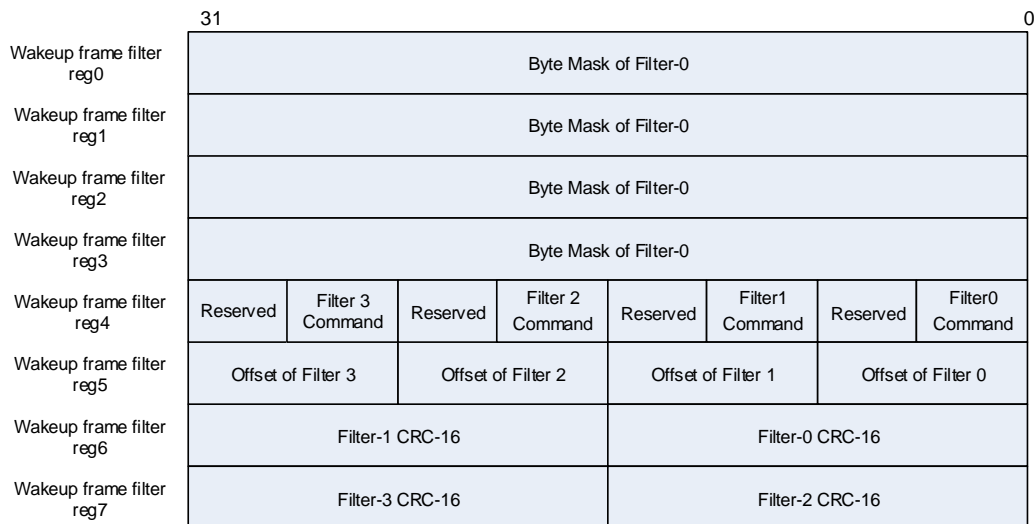 31 0
Wakeup frame filter
reg0
Byte Mask of Filter-0
Wakeup frame filter
reg1
Byte Mask of Filter-0
Wakeup frame filter
reg2
Byte Mask of Filter-0
Wakeup frame filter
reg3
Byte Mask of Filter-0
Wakeup frame filter
reg4
Reserved
Filter 3
Command
Reserved
Filter 2
Command
Reserved
Filter1
Command
Reserved
Filter0
Command
Wakeup frame filter
reg5
Offset of Filter 3
Offset of Filter 2
Offset of Filter 1
Offset of Filter 0
Wakeup frame filter
reg6
Filter-1 CRC-16
Filter-0 CRC-16
Wakeup frame filter
reg7
Filter-3 CRC-16
Filter-2 CRC-16